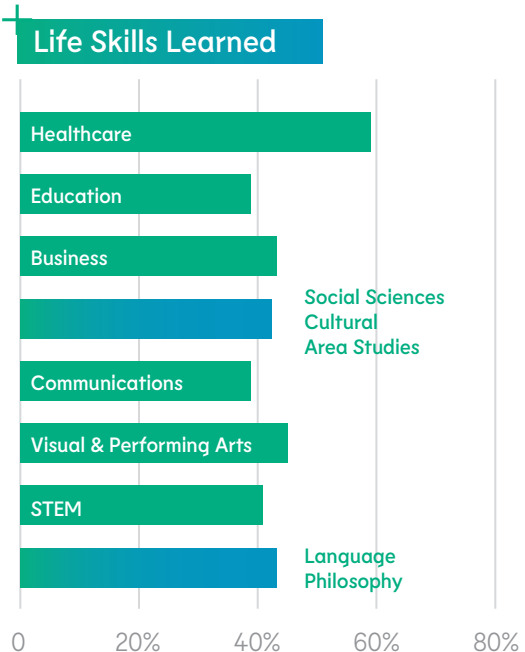 Life Skills Learned
Healthcare
Education
Business
Social Sciences
Cultural
Area Studies
Communications
Visual & Performing Arts
STEM
Language
Philosophy
0 20% 40% 60% 80%